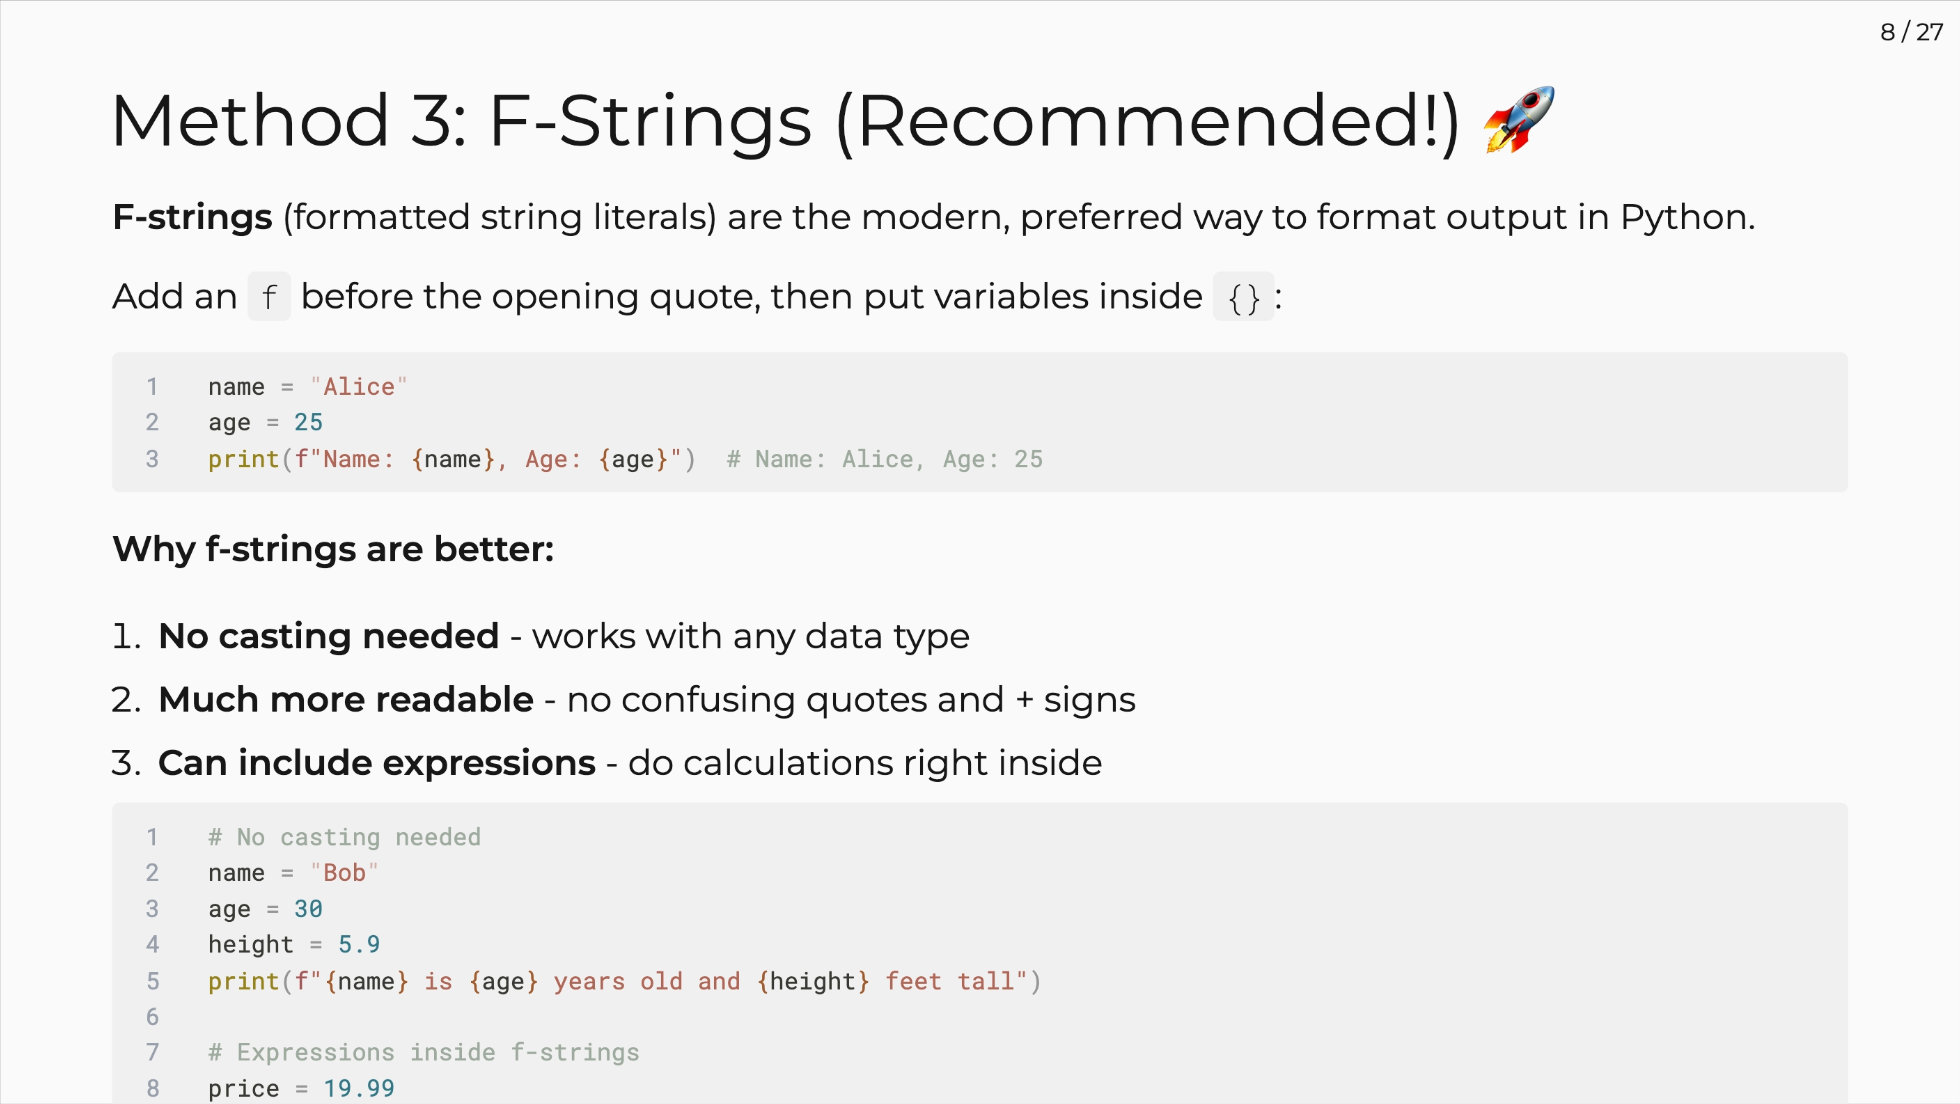 8 / 27
Method 3: F-Strings (Recommended!) 🚀
F-strings (formatted string literals) are the modern, preferred way to format output in Python.
Add an f before the opening quote, then put variables inside {}:
1 name = "Alice"
2 age = 25
3 print(f"Name: {name}, Age: {age}")  # Name: Alice, Age: 25
Why f-strings are better:
1. No casting needed - works with any data type
2. Much more readable - no confusing quotes and + signs
3. Can include expressions - do calculations right inside
1 # No casting needed
2 name = "Bob"
3 age = 30
4 height = 5.9
5 print(f"{name} is {age} years old and {height} feet tall")
6
7 # Expressions inside f-strings
8 price = 19.99